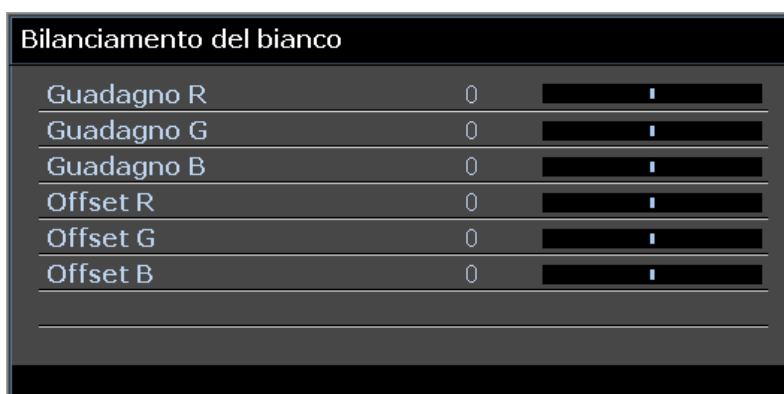 Bilanciamento del bianco
Guadagno R 0
Guadagno G 0
Guadagno B 0
Offset R 0
Offset G 0
Offset B 0